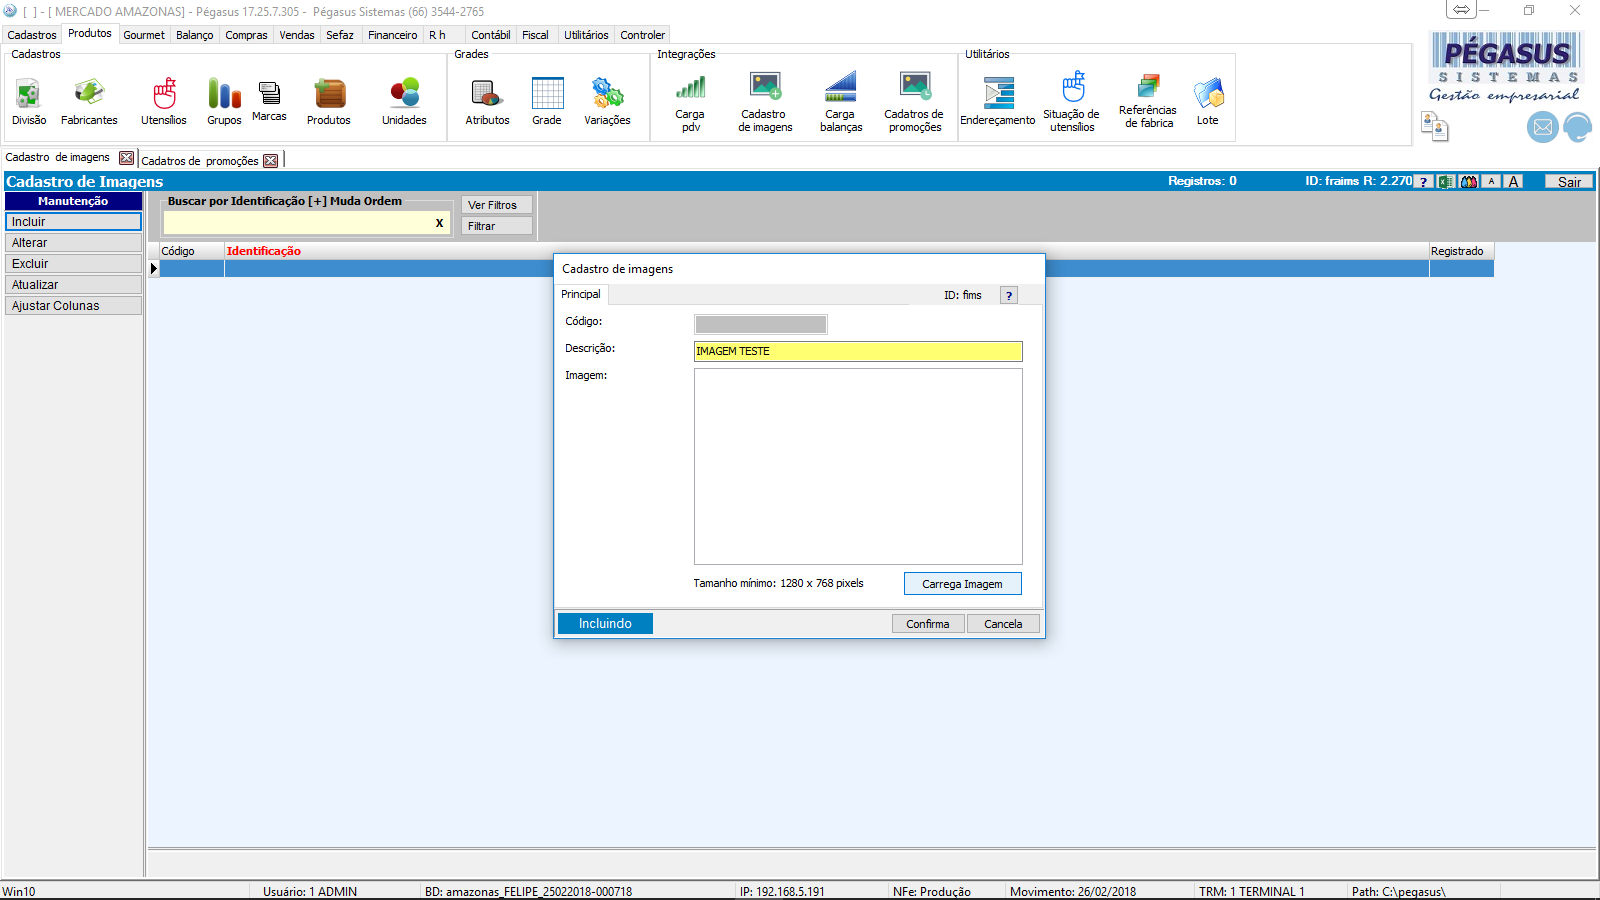 [ ] - [ MERCADO AMAZONAS] - Pégasus 17.25.7.305 - Pégasus Sistemas (66) 3544-2765
Cadastros Produtos Gourmet Balanço Compras Vendas Sefaz Financeiro R h Contábil Fiscal Utilitários Controler
Cadastros Grades Integrações Utilitários
Divisão Fabricantes Utensílios Grupos Marcas Produtos Unidades Atributos Grade Variações
Carga pdv
Cadastro de imagens
Carga balanças
Cadatros de promoções
Endereçamento
Situação de utensílios
Referências de fabrica
Lote
PÉGASUS
SISTEMAS
Gestão empresarial
Cadastro de imagens Cadatros de promoções
Cadastro de Imagens Registros: 0 ID: fraims R: 2.270 ? A A Sair
Manutenção
Incluir
Alterar
Excluir
Atualizar
Ajustar Colunas
Buscar por Identificação [+] Muda Ordem
x
Ver Filtros
Filtrar
Código Identificação Registrado
Cadastro de imagens
Principal ID: fims ?
Código:
Descrição: IMAGEM TESTE
Imagem:
Tamanho mínimo: 1280 x 768 pixels Carrega Imagem
Incluindo Confirma Cancela
Win10 Usuário: 1 ADMIN BD: amazonas_FELIPE_25022018-000718 IP: 192.168.5.191 NFe: Produção Movimento: 26/02/2018 TRM: 1 TERMINAL 1 Path: C:\pegasus\